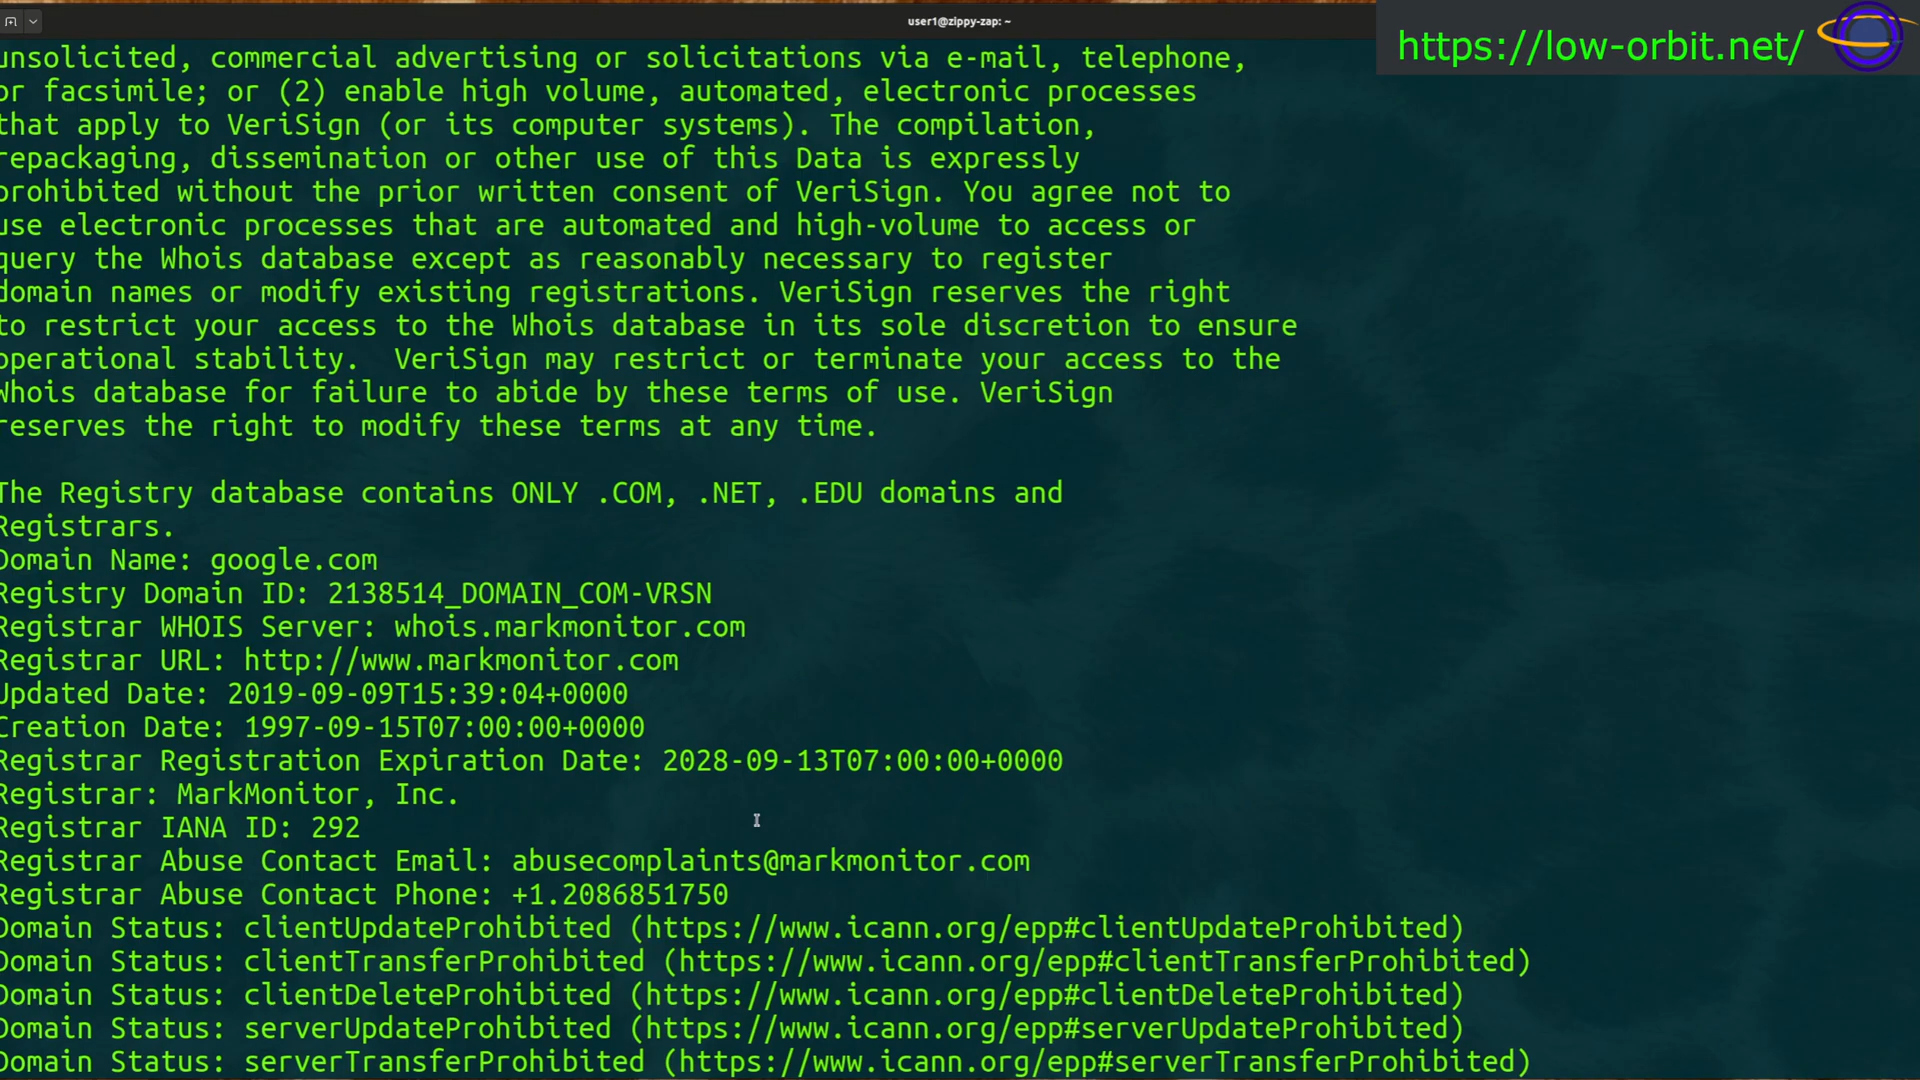 user1@zippy-zap: ~
https://low-orbit.net/
unsolicited, commercial advertising or solicitations via e-mail, telephone,
or facsimile; or (2) enable high volume, automated, electronic processes
that apply to VeriSign (or its computer systems). The compilation,
repackaging, dissemination or other use of this Data is expressly
prohibited without the prior written consent of VeriSign. You agree not to
use electronic processes that are automated and high-volume to access or
query the Whois database except as reasonably necessary to register
domain names or modify existing registrations. VeriSign reserves the right
to restrict your access to the Whois database in its sole discretion to ensure
operational stability.  VeriSign may restrict or terminate your access to the
Whois database for failure to abide by these terms of use. VeriSign
reserves the right to modify these terms at any time.
The Registry database contains ONLY .COM, .NET, .EDU domains and
Registrars.
Domain Name: google.com
Registry Domain ID: 2138514_DOMAIN_COM-VRSN
Registrar WHOIS Server: whois.markmonitor.com
Registrar URL: http://www.markmonitor.com
Updated Date: 2019-09-09T15:39:04+0000
Creation Date: 1997-09-15T07:00:00+0000
Registrar Registration Expiration Date: 2028-09-13T07:00:00+0000
Registrar: MarkMonitor, Inc.
Registrar IANA ID: 292
Registrar Abuse Contact Email: abusecomplaints@markmonitor.com
Registrar Abuse Contact Phone: +1.2086851750
Domain Status: clientUpdateProhibited (https://www.icann.org/epp#clientUpdateProhibited)
Domain Status: clientTransferProhibited (https://www.icann.org/epp#clientTransferProhibited)
Domain Status: clientDeleteProhibited (https://www.icann.org/epp#clientDeleteProhibited)
Domain Status: serverUpdateProhibited (https://www.icann.org/epp#serverUpdateProhibited)
Domain Status: serverTransferProhibited (https://www.icann.org/epp#serverTransferProhibited)